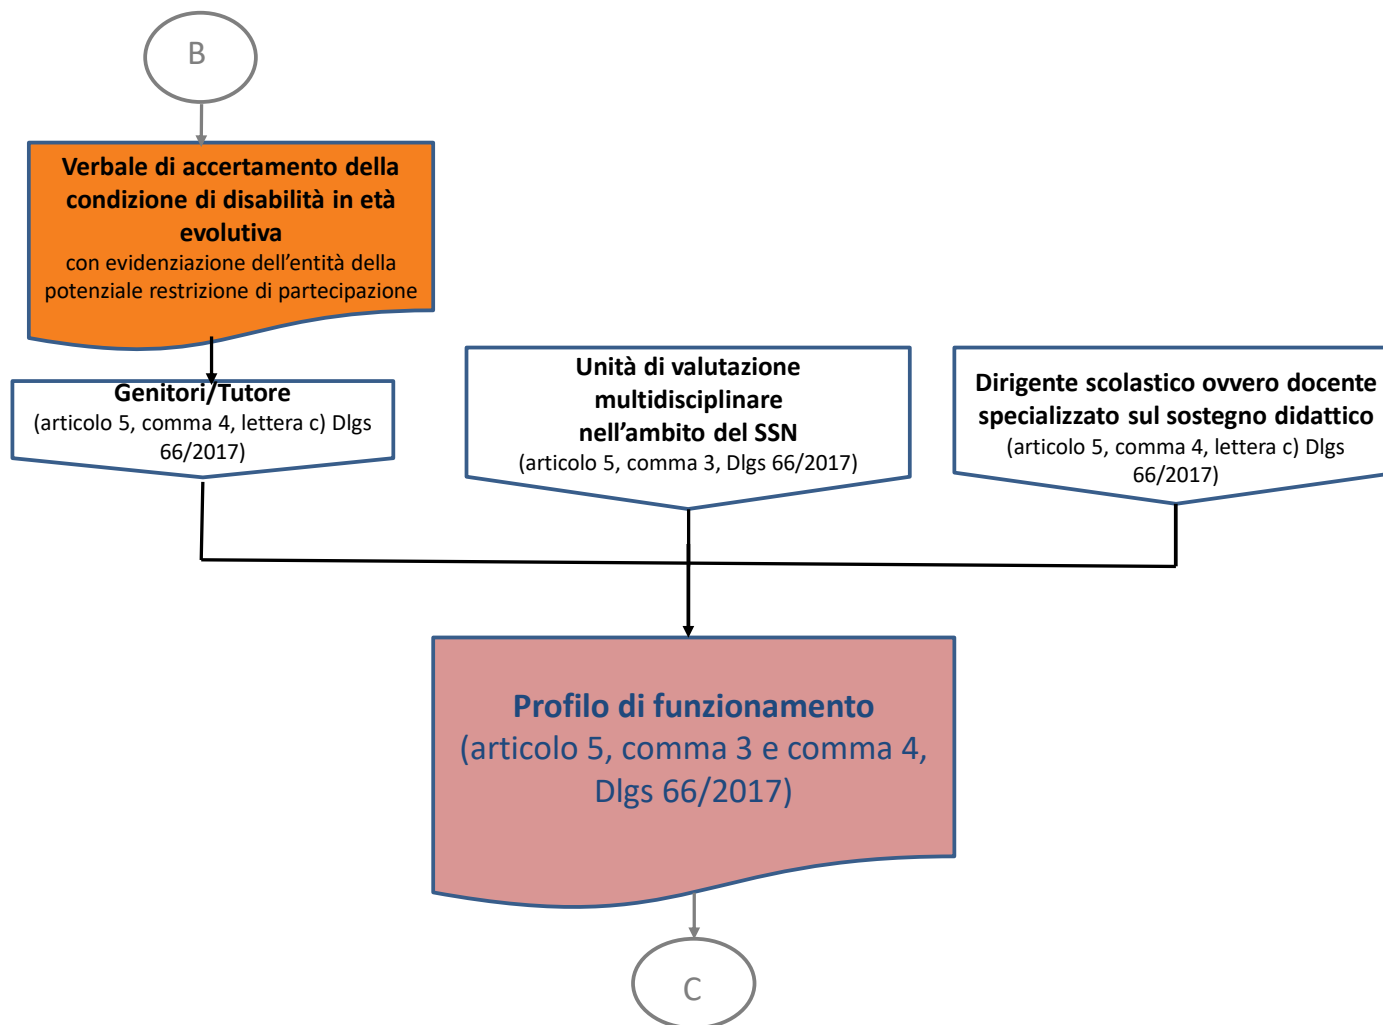 B
Verbale di accertamento della
condizione di disabilità in età
evolutiva
con evidenziazione dell'entità della
potenziale restrizione di partecipazione
Genitori/Tutore
(articolo 5, comma 4, lettera c) Dlgs
66/2017)
Unità di valutazione
multidisciplinare
nell'ambito del SSN
(articolo 5, comma 3, Dlgs 66/2017)
Dirigente scolastico ovvero docente
specializzato sul sostegno didattico
(articolo 5, comma 4, lettera c) Dlgs
66/2017)
Profilo di funzionamento
(articolo 5, comma 3 e comma 4,
Dlgs 66/2017)
C